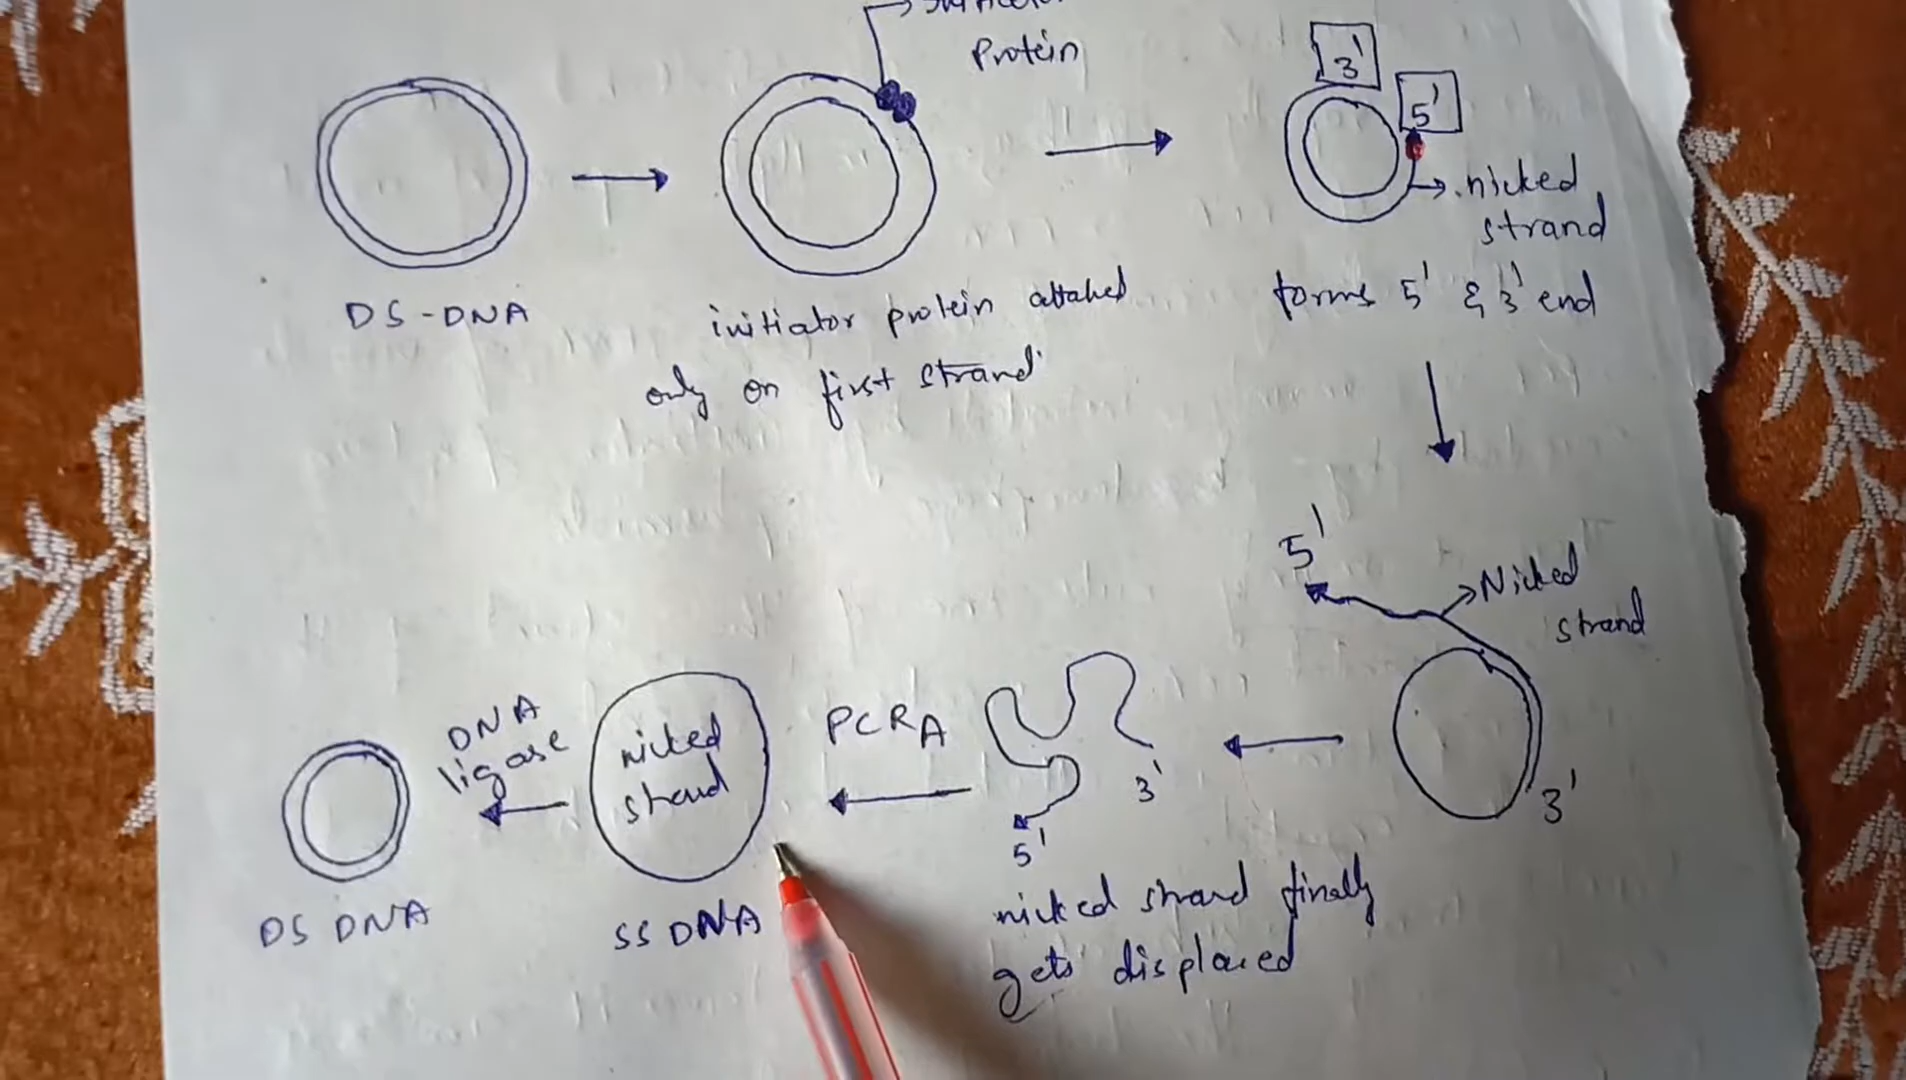 Protein
3'
5'
nicked
strand
DS-DNA
initiator protein attahed
only on first strand
forms 5' & 3' end
5'
Nicked
strand
3'
PCRA
3'
5'
nicked strand finally
gets displaced
nicked
strand
SS DNA
DNA
ligase
DS DNA